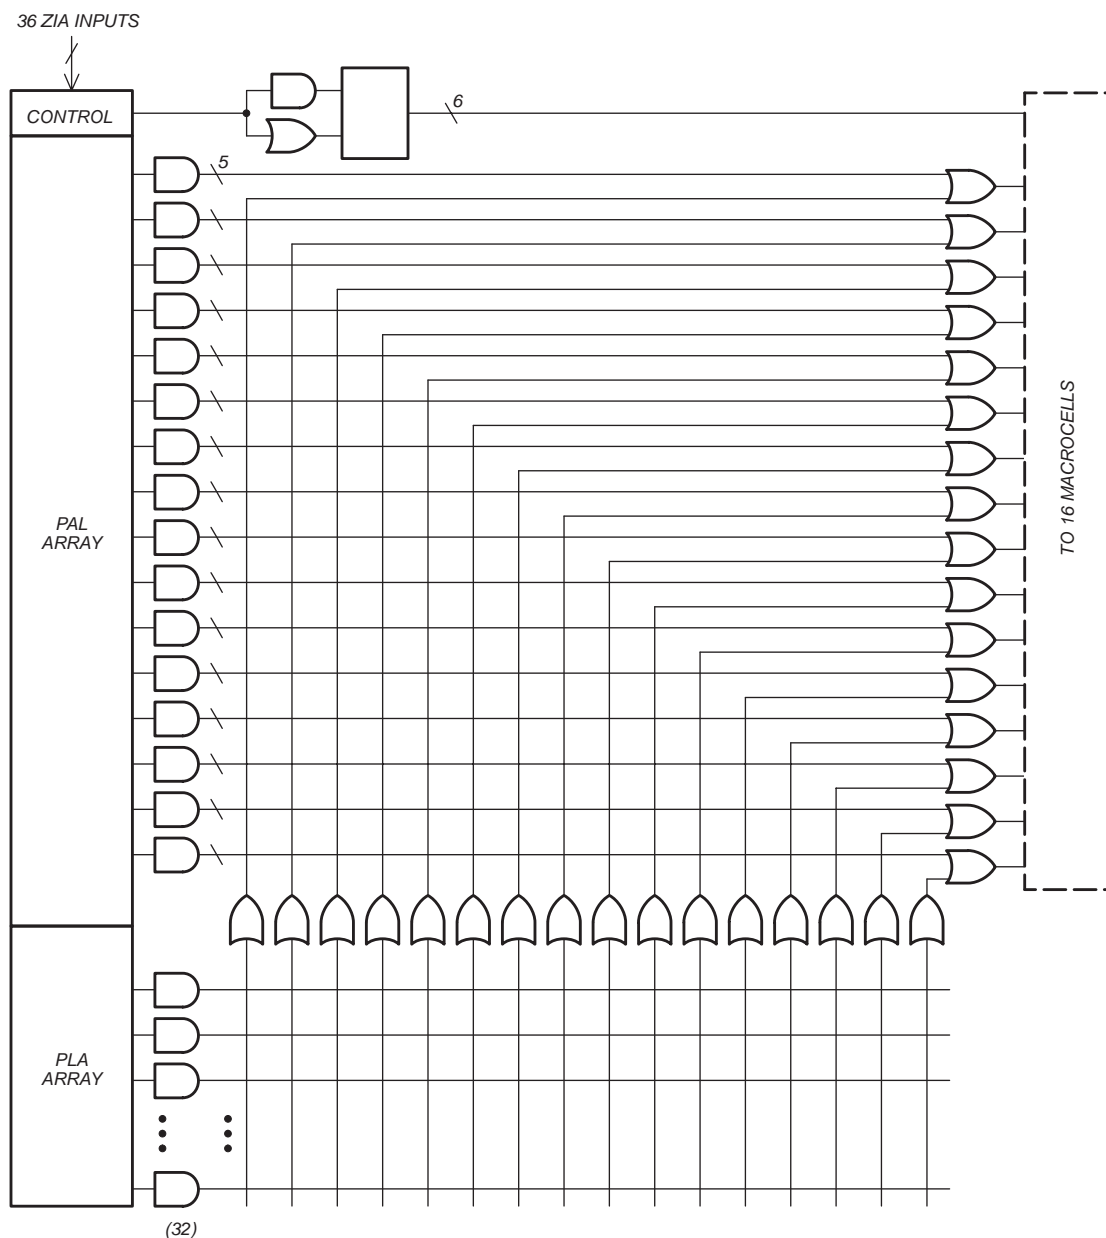 36 ZIA INPUTS
CONTROL
6
5
PAL
ARRAY
TO 16 MACROCELLS
PLA
ARRAY
(32)